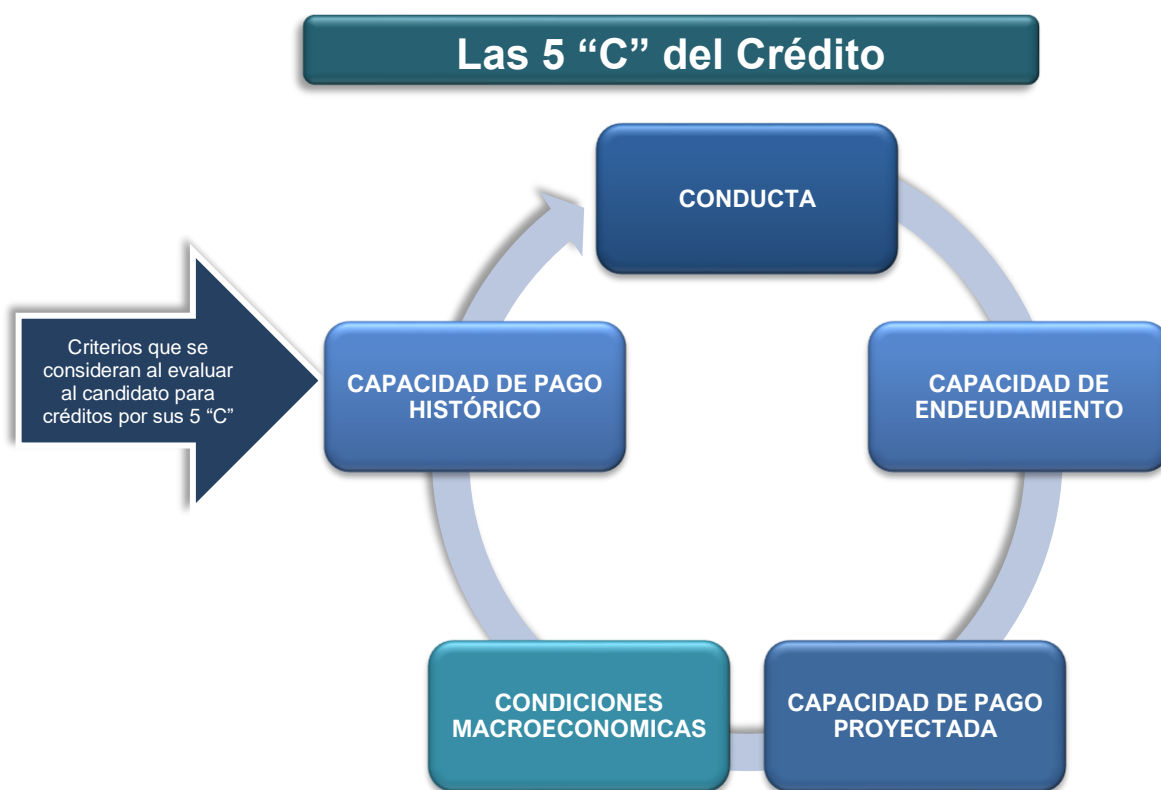 Las 5 “C” del Crédito
CONDUCTA
Criterios que se
consideran al evaluar
al candidato para
créditos por sus 5 “C”
CAPACIDAD DE PAGO
HISTÓRICO
CAPACIDAD DE
ENDEUDAMIENTO
CONDICIONES
MACROECONOMICAS
CAPACIDAD DE PAGO
PROYECTADA